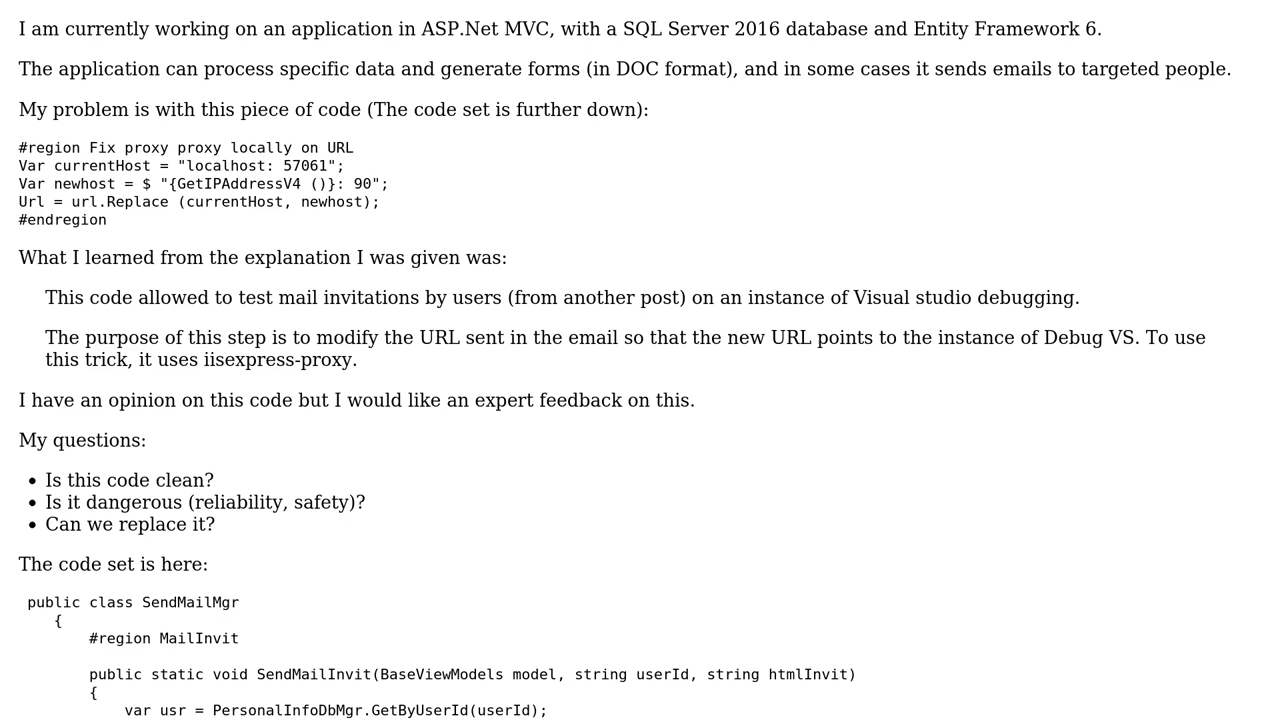 I am currently working on an application in ASP.Net MVC, with a SQL Server 2016 database and Entity Framework 6.
The application can process specific data and generate forms (in DOC format), and in some cases it sends emails to targeted people.
My problem is with this piece of code (The code set is further down):
#region Fix proxy proxy locally on URL
Var currentHost = "localhost: 57061";
Var newhost = $ "{GetIPAddressV4 ()}: 90";
Url = url.Replace (currentHost, newhost);
#endregion
What I learned from the explanation I was given was:
This code allowed to test mail invitations by users (from another post) on an instance of Visual studio debugging.
The purpose of this step is to modify the URL sent in the email so that the new URL points to the instance of Debug VS. To use
this trick, it uses iisexpress-proxy.
I have an opinion on this code but I would like an expert feedback on this.
My questions:
• Is this code clean?
• Is it dangerous (reliability, safety)?
• Can we replace it?
The code set is here:
public class SendMailMgr
{
#region MailInvit
public static void SendMailInvit(BaseViewModels model, string userId, string htmlInvit)
{
var usr = PersonalInfoDbMgr.GetByUserId(userId);